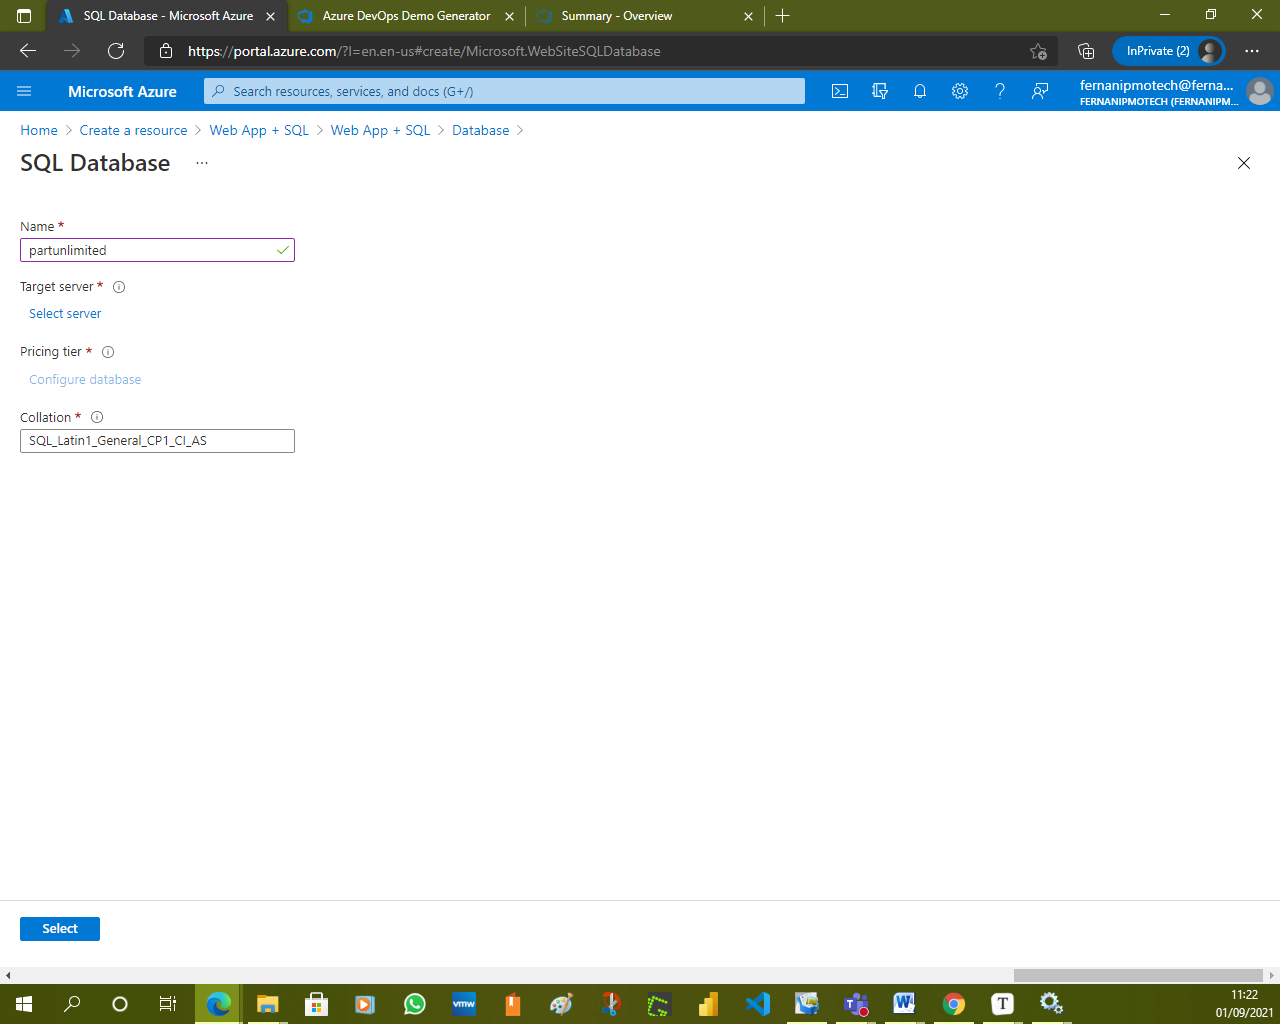 SQL Database - Microsoft Azure
Azure DevOps Demo Generator
Summary - Overview
https://portal.azure.com/?l=en.en-us#create/Microsoft.WebSiteSQLDatabase
InPrivate (2)
Microsoft Azure
Search resources, services, and docs (G+/)
fernanipmotech@ferna...
FERNANIPMOTECH (FERNANIPM...
Home > Create a resource > Web App + SQL > Web App + SQL > Database >
SQL Database ...
Name *
partunlimited
Target server *
Select server
Pricing tier *
Configure database
Collation *
SQL_Latin1_General_CP1_CI_AS
Select
vmw
T
11:22
01/09/2021